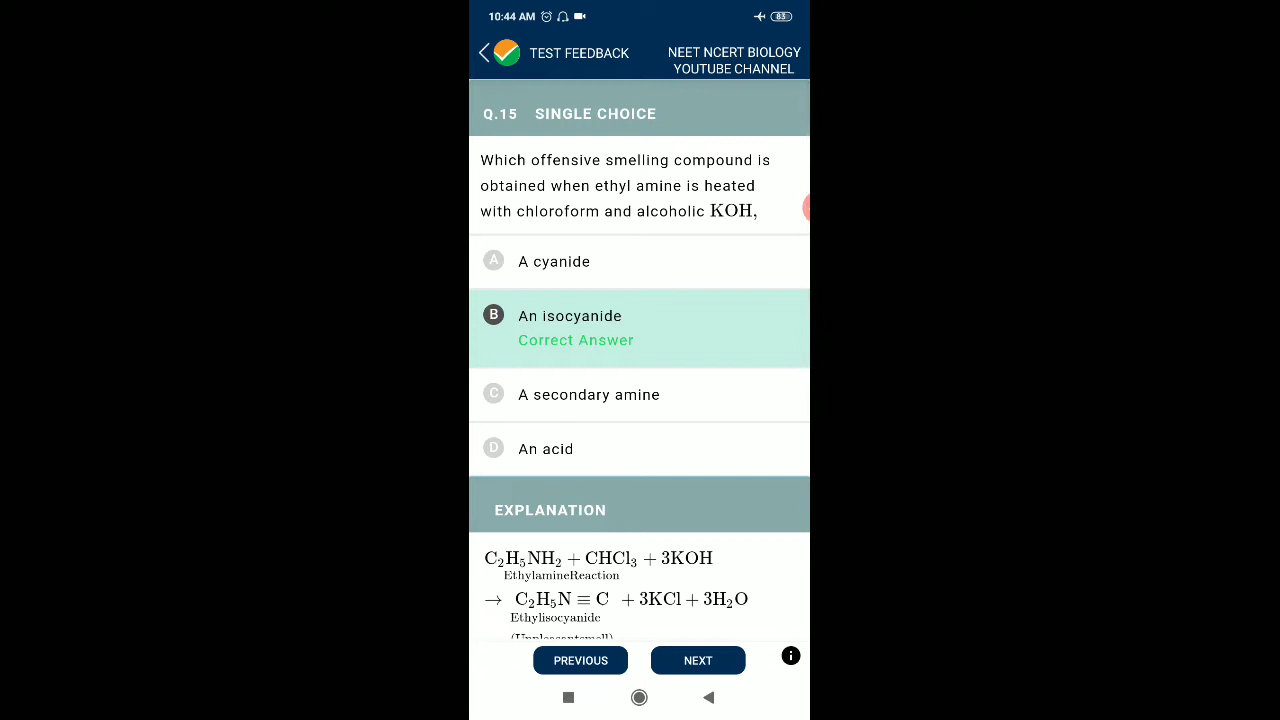 10:44 AM 83
TEST FEEDBACK
NEET NCERT BIOLOGY
YOUTUBE CHANNEL
Q.15 SINGLE CHOICE
Which offensive smelling compound is
obtained when ethyl amine is heated
with chloroform and alcoholic KOH,
A A cyanide
B An isocyanide
Correct Answer
C A secondary amine
D An acid
EXPLANATION
C₂H₅NH₂ + CHCl₃ + 3KOH
EthylamineReaction
→ C₂H₅N ≡ C + 3KCl + 3H₂O
Ethylisocyanide
(Unpleasantsmell)
PREVIOUS NEXT